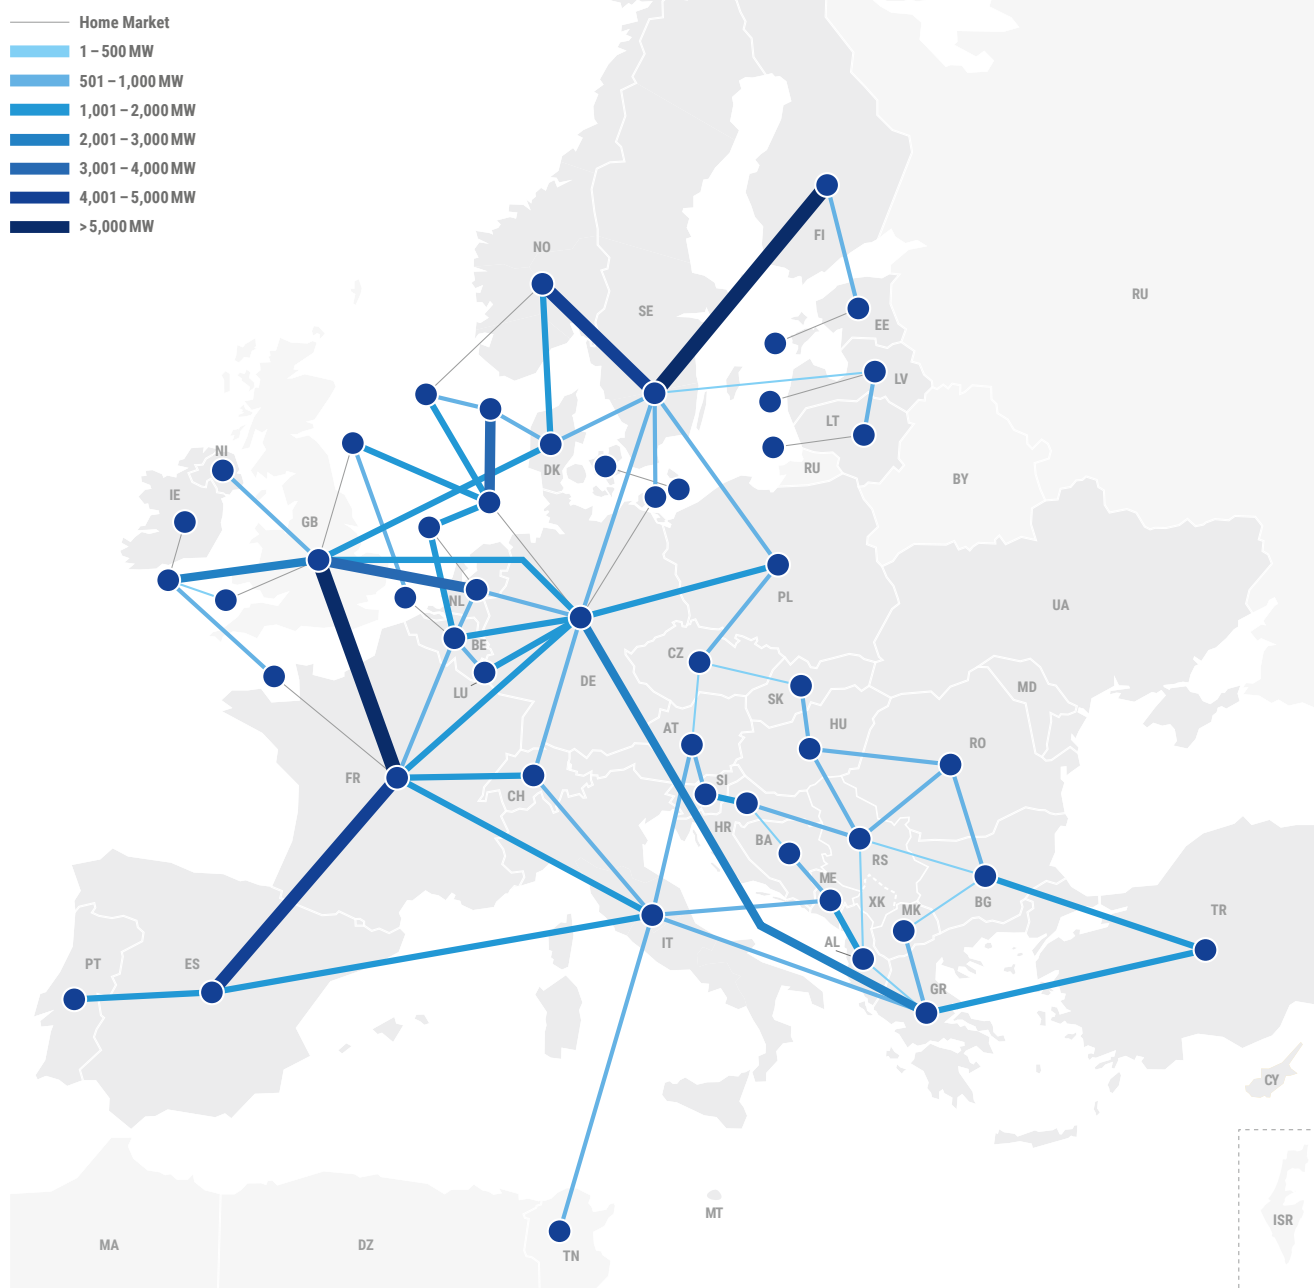 Home Market
1 – 500 MW
501 – 1,000 MW
1,001 – 2,000 MW
2,001 – 3,000 MW
3,001 – 4,000 MW
4,001 – 5,000 MW
> 5,000 MW
FI
NO
RU
SE
EE
LV
LT
NI
DK
RU
BY
IE
GB
NL
PL
UA
BE
CZ
DE
LU
SK
MD
AT
HU
RO
FR
CH
SI
HR
BA
RS
ME
XK
MK
BG
TR
AL
IT
PT
ES
GR
CY
MT
ISR
MA
DZ
TN